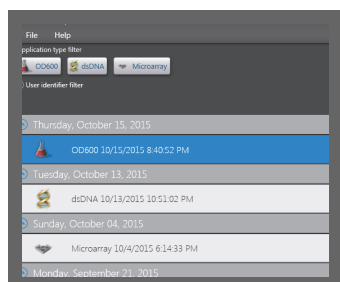 File Help
pplication type filter
OD600 dsDNA Microarray
User identifier filter
Thursday, October 15, 2015
OD600 10/15/2015 8:40:52 PM
Tuesday, October 13, 2015
dsDNA 10/13/2015 10:51:02 PM
Sunday, October 04, 2015
Microarray 10/4/2015 6:14:33 PM
Monday, September 21, 2015